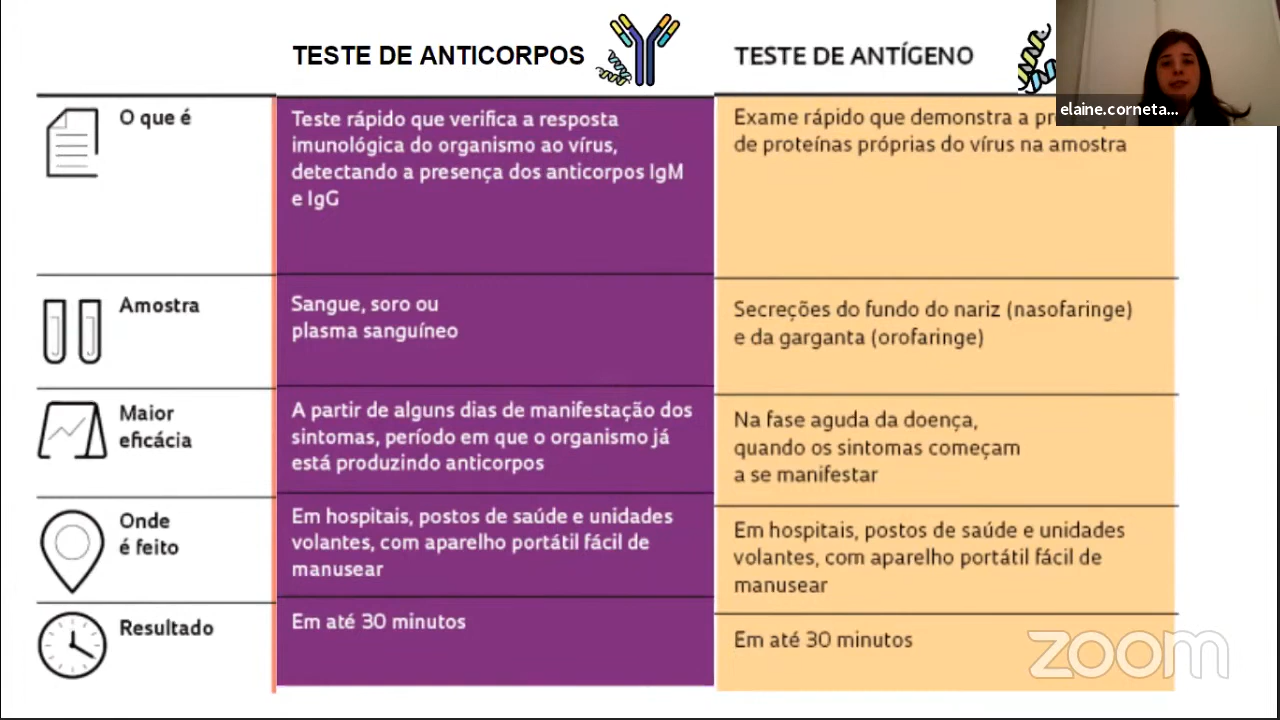 TESTE DE ANTICORPOS
TESTE DE ANTÍGENO
elaine.corneta...
O que é
Teste rápido que verifica a resposta
imunológica do organismo ao vírus,
detectando a presença dos anticorpos IgM
e IgG
Exame rápido que demonstra a
de proteínas próprias do vírus na amostra
Amostra
Sangue, soro ou
plasma sanguíneo
Secreções do fundo do nariz (nasofaringe)
e da garganta (orofaringe)
Maior
eficácia
A partir de alguns dias de manifestação dos
sintomas, período em que o organismo já
está produzindo anticorpos
Na fase aguda da doença,
quando os sintomas começam
a se manifestar
Onde
é feito
Em hospitais, postos de saúde e unidades
volantes, com aparelho portátil fácil de
manusear
Em hospitais, postos de saúde e unidades
volantes, com aparelho portátil fácil de
manusear
Resultado
Em até 30 minutos
Em até 30 minutos
zoom